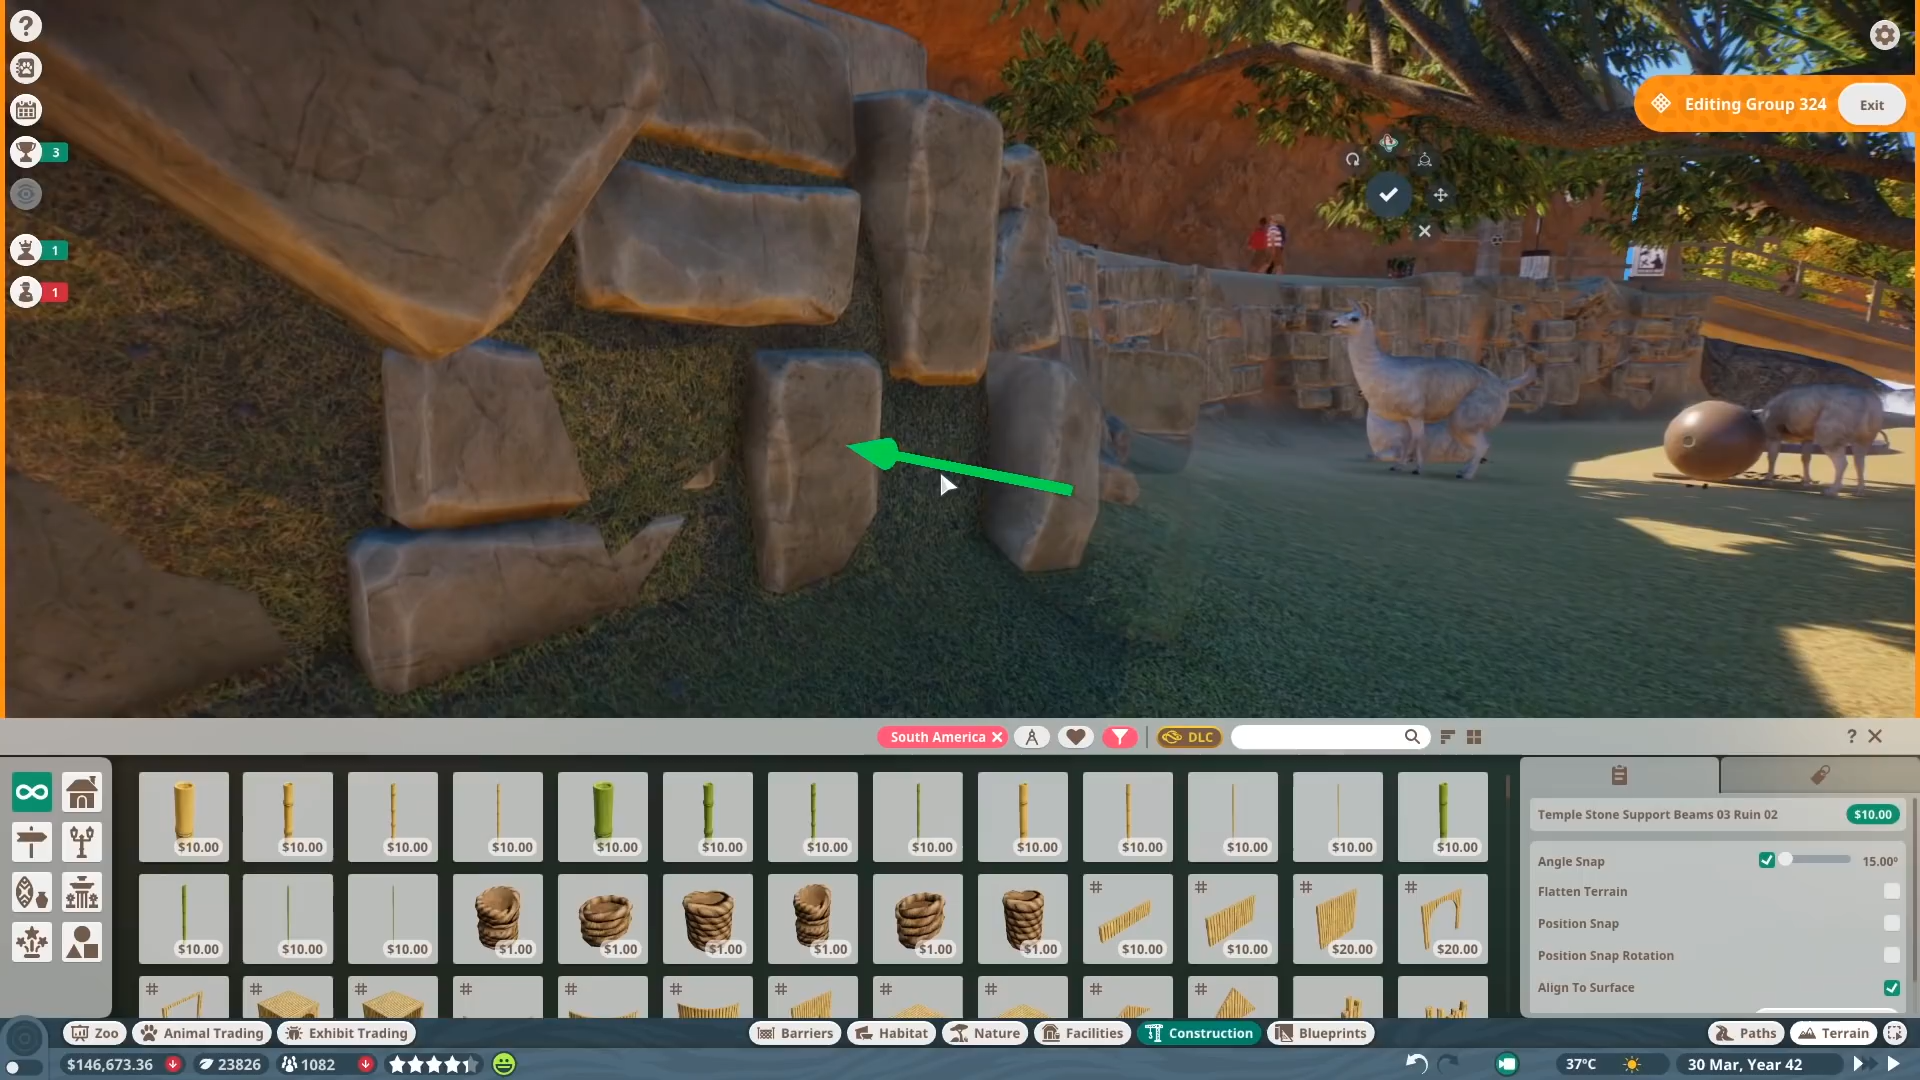 ?
Editing Group 324
Exit
3
1
1
South America ×
DLC
? ×
$10.00 $10.00 $10.00 $10.00 $10.00 $10.00 $10.00 $10.00 $10.00 $10.00 $10.00 $10.00 $10.00
Temple Stone Support Beams 03 Ruin 02 $10.00
Angle Snap 15.00º
Flatten Terrain
Position Snap
Position Snap Rotation
Align To Surface
# # # #
$10.00 $10.00 $10.00 $1.00 $1.00 $1.00 $1.00 $1.00 $1.00 $10.00 $10.00 $20.00 $20.00
# # # # # # # # # # #
Zoo Animal Trading Exhibit Trading Barriers Habitat Nature Facilities Construction Blueprints Paths Terrain
$146,673.36 23826 1082 37ºC 30 Mar, Year 42